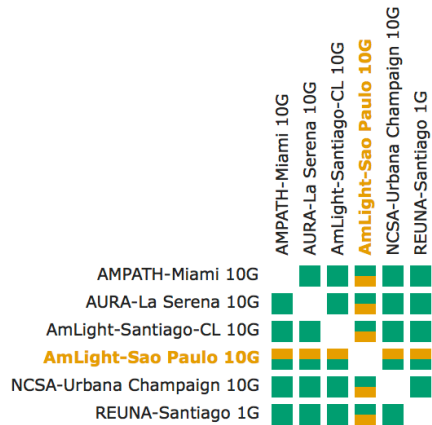 AMPATH-Miami 10G
AURA-La Serena 10G
AmLight-Santiago-CL 10G
AmLight-Sao Paulo 10G
NCSA-Urbana Champaign 10G
REUNA-Santiago 1G
AMPATH-Miami 10G
AURA-La Serena 10G
AmLight-Santiago-CL 10G
AmLight-Sao Paulo 10G
NCSA-Urbana Champaign 10G
REUNA-Santiago 1G